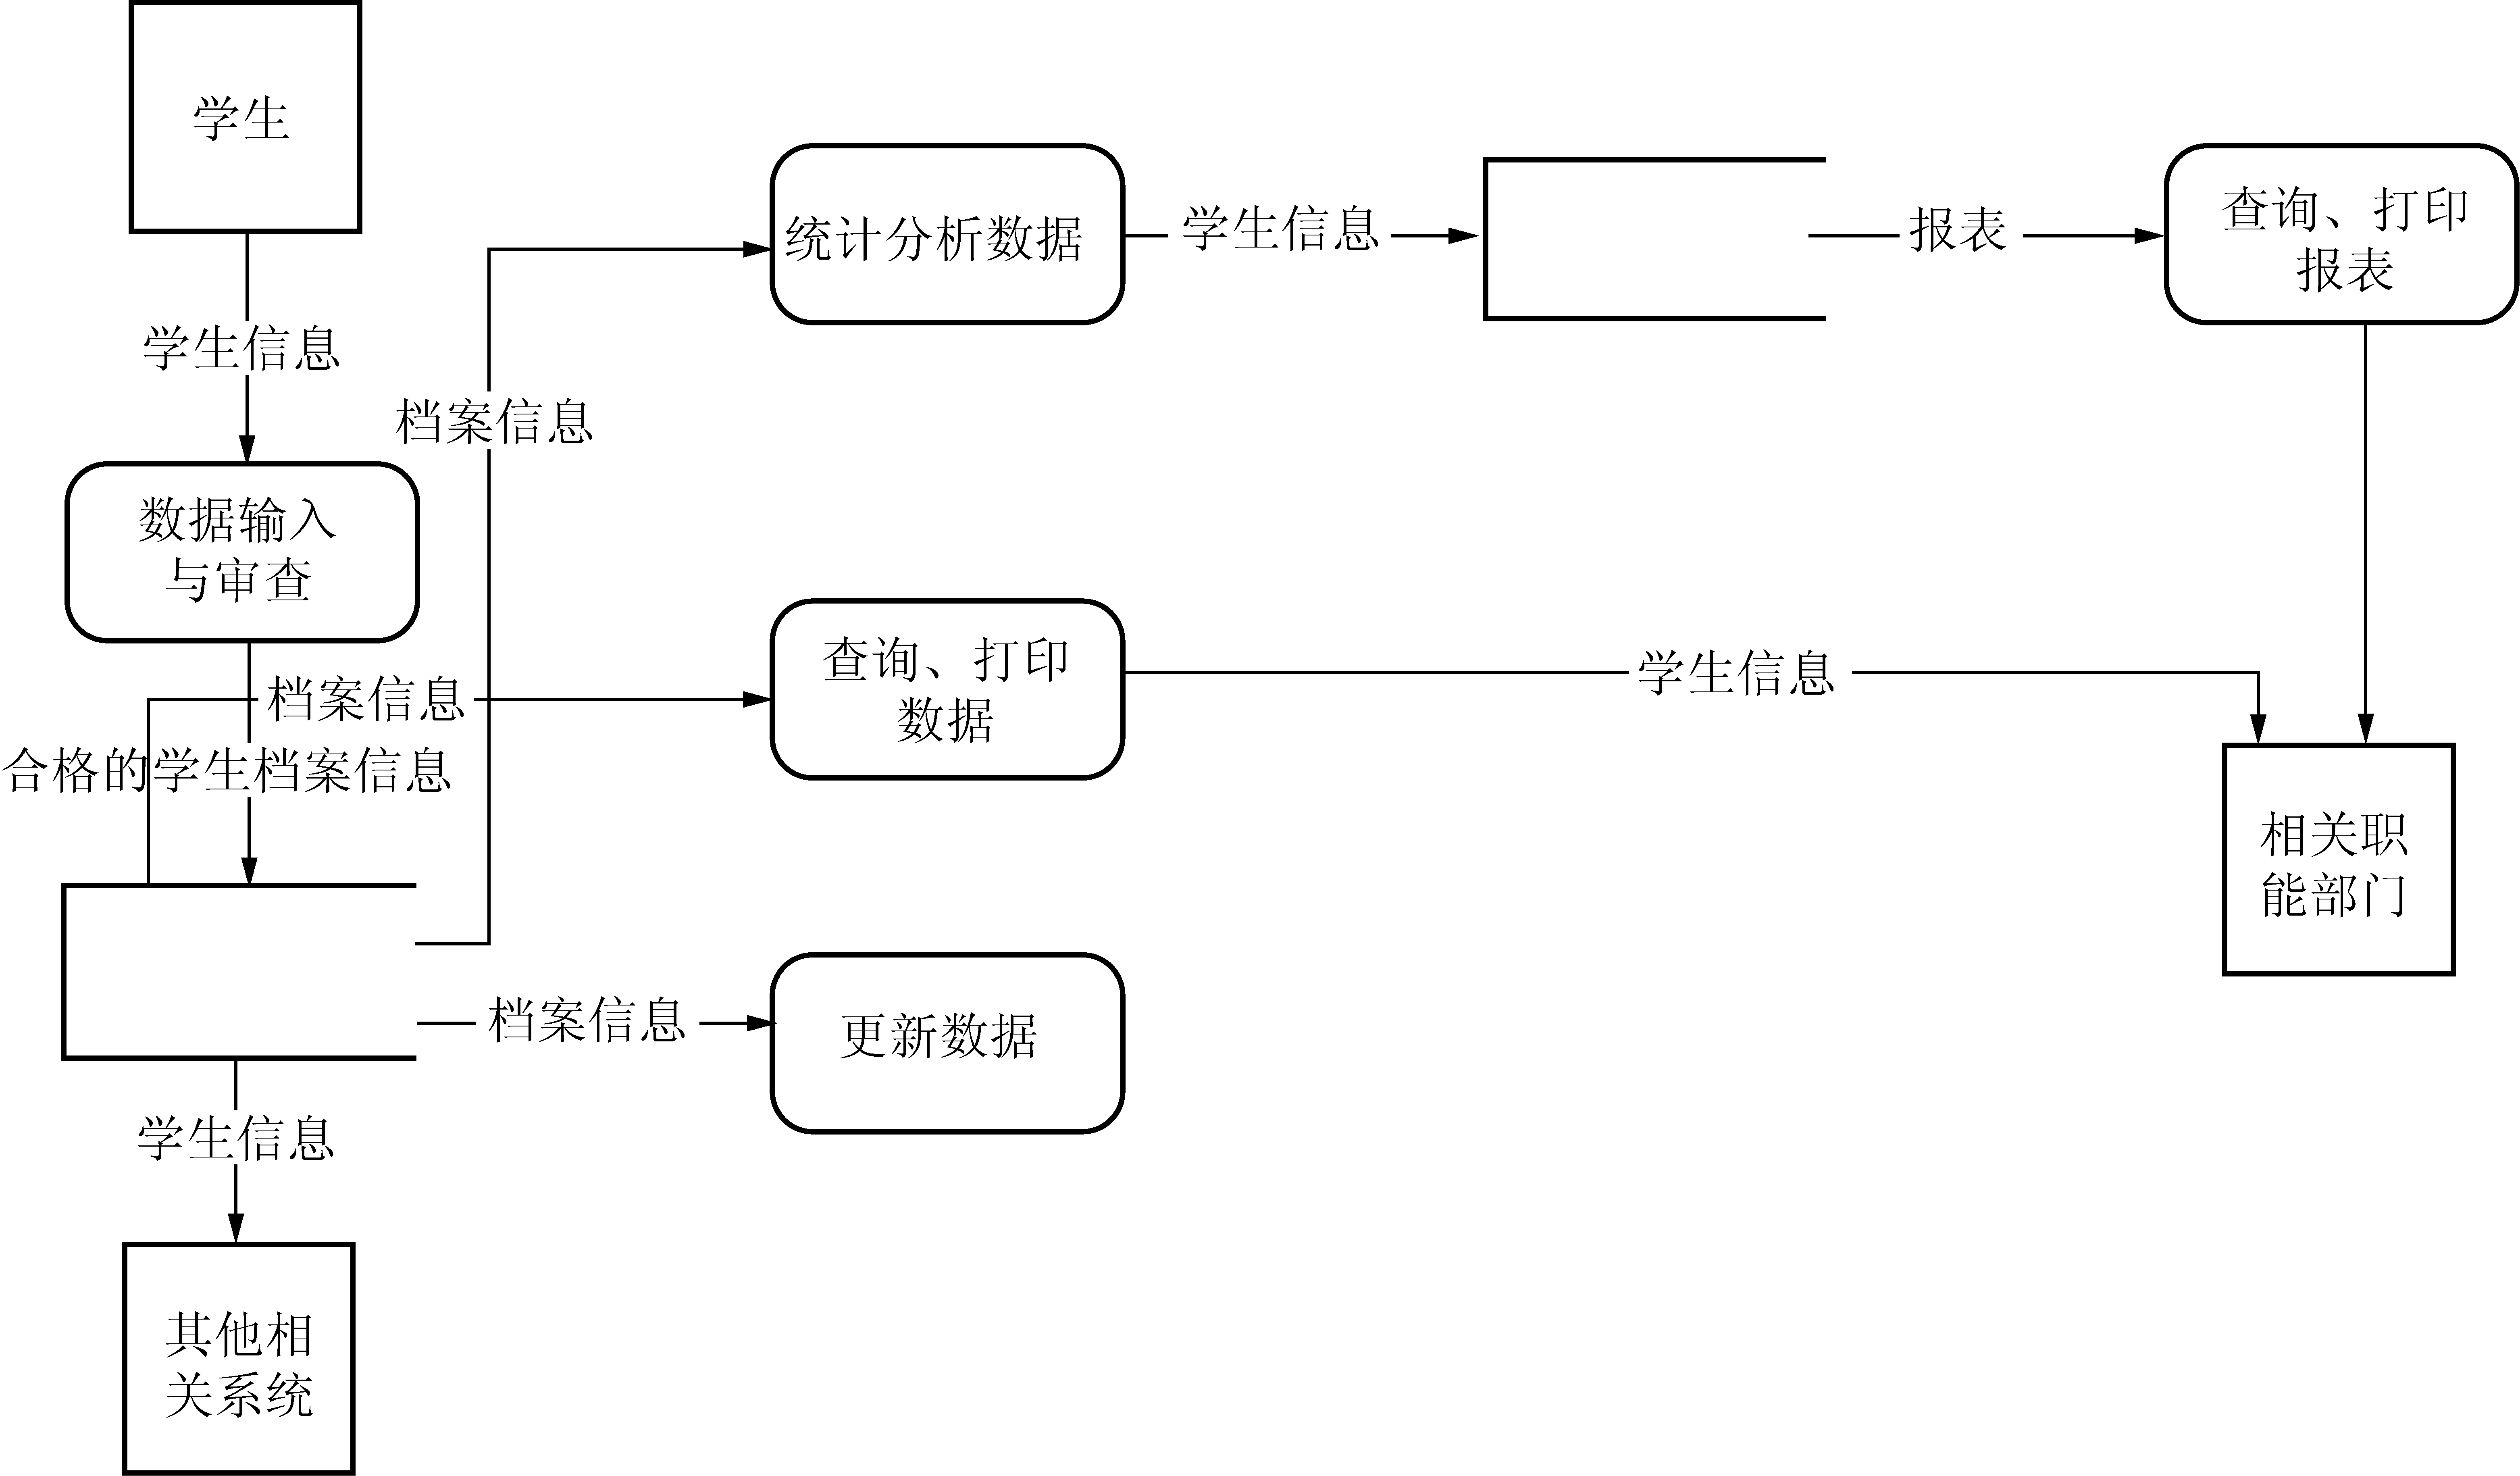 学生
统计分析数据
学生信息
报表
查询、打印
报表
学生信息
档案信息
数据输入
与审查
查询、打印
数据
学生信息
档案信息
合格的学生档案信息
相关职
能部门
档案信息
更新数据
学生信息
其他相
关系统